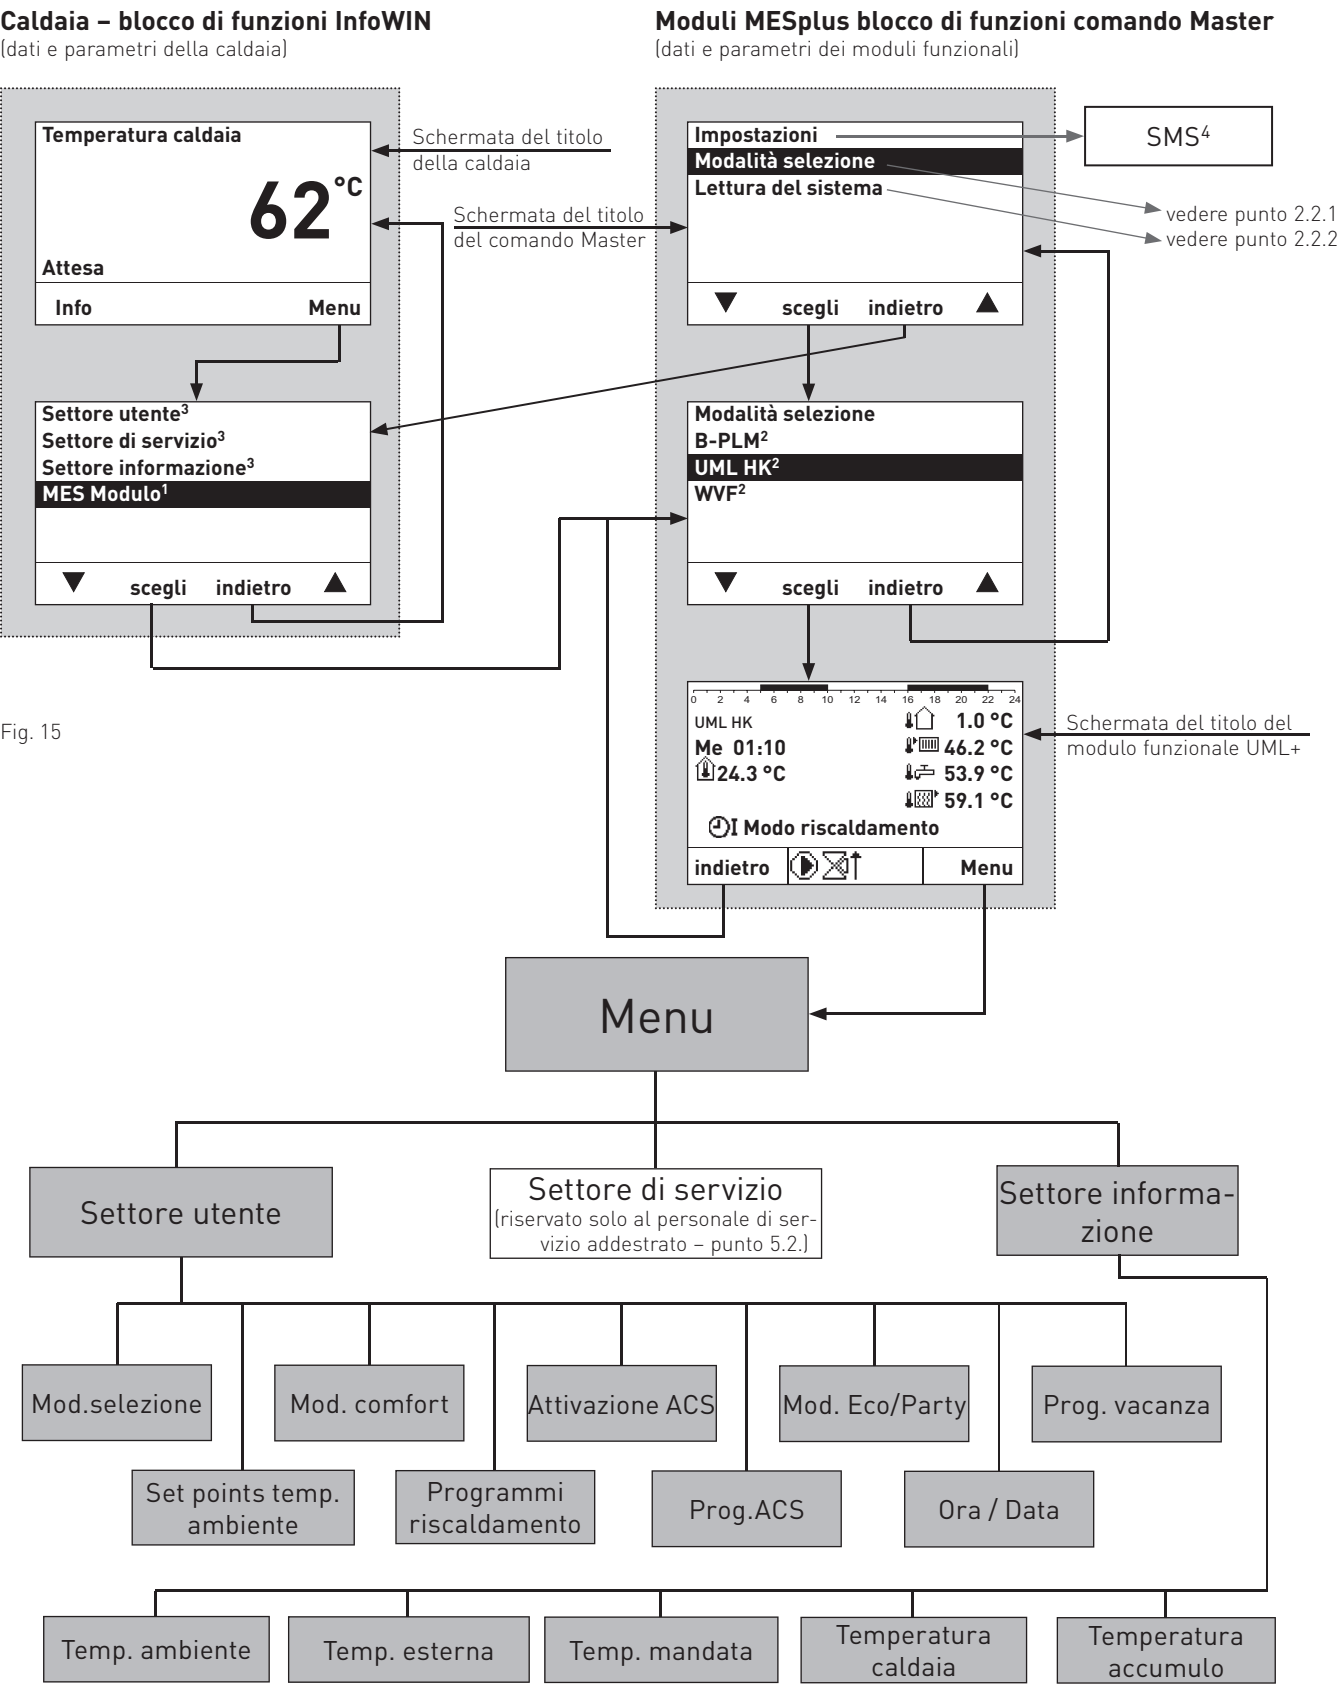 Caldaia – blocco di funzioni InfoWIN
(dati e parametri della caldaia)
Moduli MESplus blocco di funzioni comando Master
(dati e parametri dei moduli funzionali)
Temperatura caldaia
62°C
Attesa
Info Menu
Schermata del titolo
della caldaia
Schermata del titolo
del comando Master
Impostazioni
Modalità selezione
Lettura del sistema
scegli indietro
SMS⁴
vedere punto 2.2.1
vedere punto 2.2.2
Settore utente³
Settore di servizio³
Settore informazione³
MES Modulo¹
scegli indietro
Modalità selezione
B-PLM²
UML HK²
WVF²
scegli indietro
Fig. 15
0 2 4 6 8 10 12 14 16 18 20 22 24
UML HK 1.0 °C
Me 01:10 46.2 °C
24.3 °C 53.9 °C
59.1 °C
I Modo riscaldamento
indietro Menu
Schermata del titolo del
modulo funzionale UML+
Menu
Settore utente
Settore di servizio
(riservato solo al personale di ser-
vizio addestrato – punto 5.2.)
Settore informa-
zione
Mod.selezione
Mod. comfort
Attivazione ACS
Mod. Eco/Party
Prog. vacanza
Set points temp.
ambiente
Programmi
riscaldamento
Prog.ACS
Ora / Data
Temp. ambiente
Temp. esterna
Temp. mandata
Temperatura
caldaia
Temperatura
accumulo